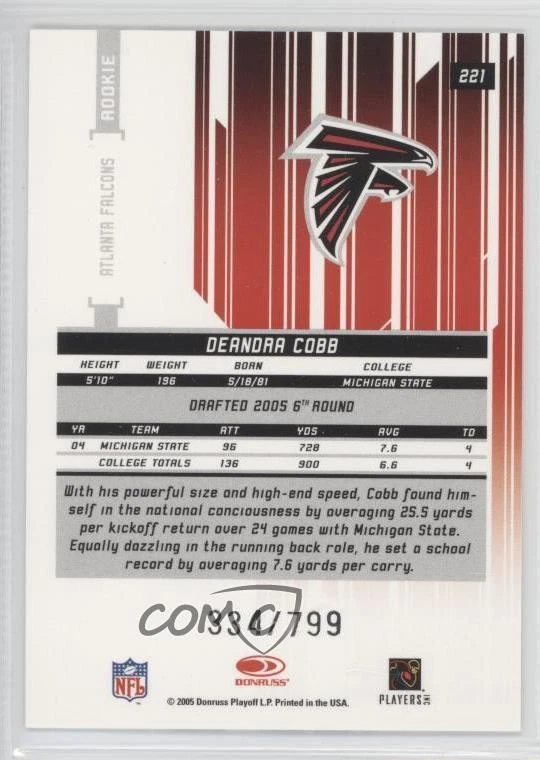 221
ROOKIE
ATLANTA FALCONS
DEANDRA COBB
HEIGHT WEIGHT BORN COLLEGE
5'10" 196 5/18/81 MICHIGAN STATE
DRAFTED 2005 6TH ROUND
YR TEAM ATT YDS AVG TD
04 MICHIGAN STATE 96 728 7.6 4
COLLEGE TOTALS 136 900 6.6 4
With his powerful size and high-end speed, Cobb found him-
self in the national conciousness by averaging 25.5 yards
per kickoff return over 24 games with Michigan State.
Equally dazzling in the running back role, he set a school
record by averaging 7.6 yards per carry.
COMC
334/799
NFL
DONRUSS
PLAYERS INC
© 2005 Donruss Playoff L.P. Printed in the USA.